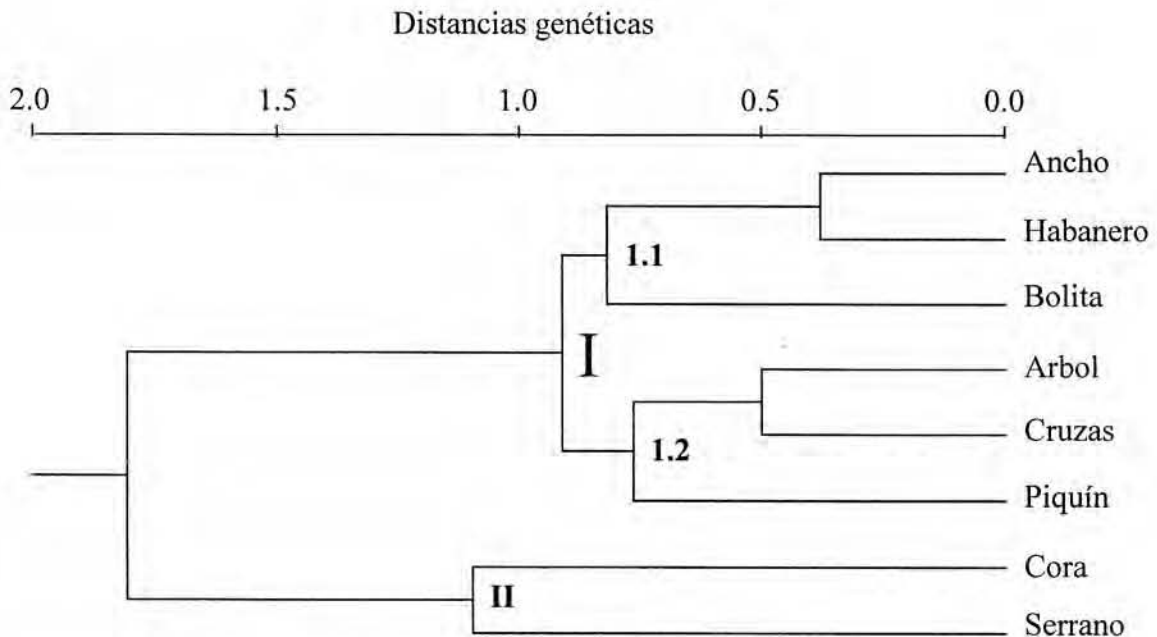 Distancias genéticas
2.0 1.5 1.0 0.5 0.0
Ancho
Habanero
1.1
Bolita
I
Arbol
Cruzas
1.2
Piquín
Cora
II
Serrano